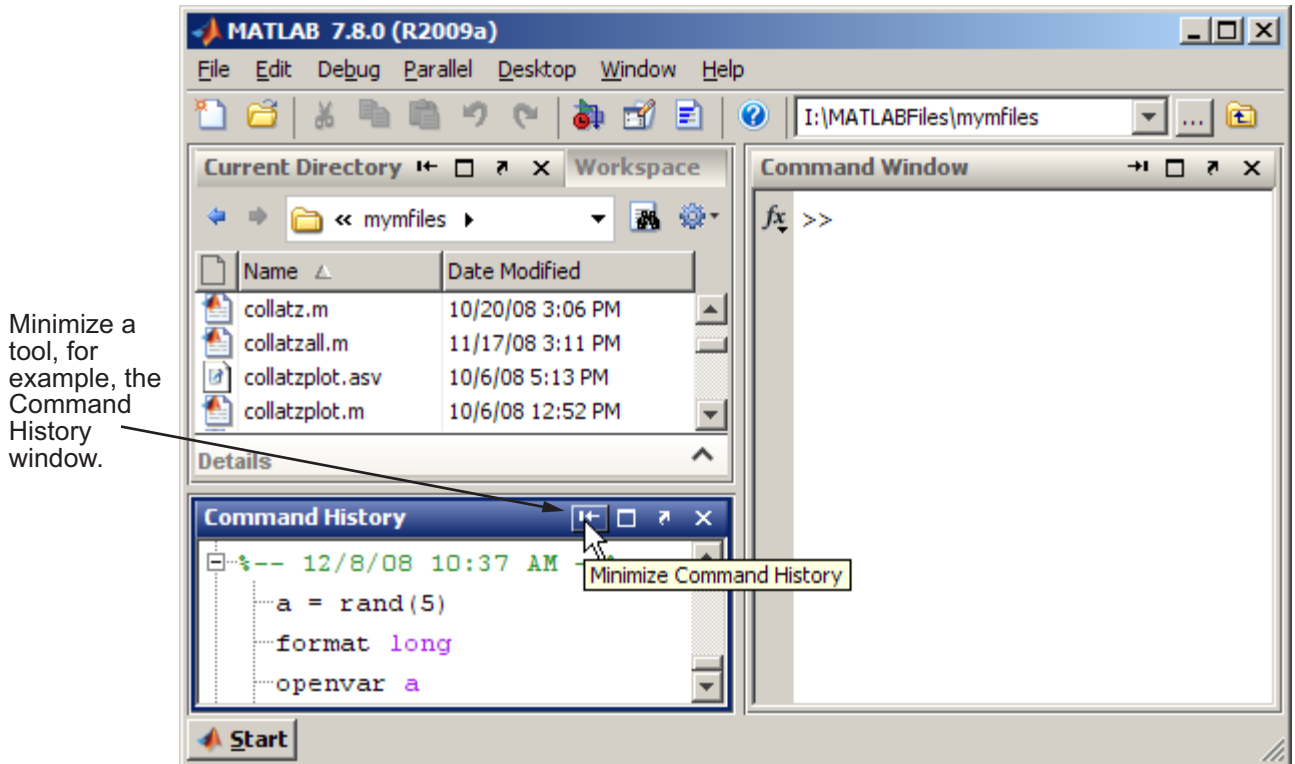 MATLAB 7.8.0 (R2009a)
File Edit Debug Parallel Desktop Window Help
I:\MATLABFiles\mymfiles ...
Current Directory Workspace
Command Window
« mymfiles
fx >>
Name Date Modified
collatz.m 10/20/08 3:06 PM
collatzall.m 11/17/08 3:11 PM
collatzplot.asv 10/6/08 5:13 PM
collatzplot.m 10/6/08 12:52 PM
Details
Minimize a
tool, for
example, the
Command
History
window.
Command History
%-- 12/8/08 10:37 AM
Minimize Command History
a = rand(5)
format long
openvar a
Start